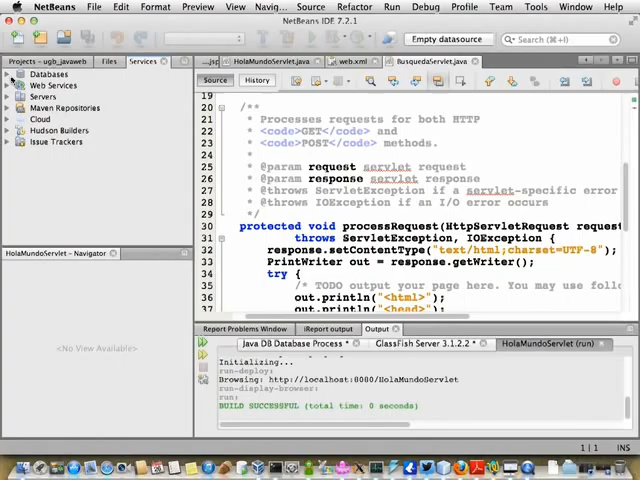 NetBeans File Edit View Navi... Source Refactor Run Debug Profile Team Tools Window Help
NetBeans IDE 7.2.1
Empty datasource
Search (⌘+I)
Projects - ugb_javaweb Files Services
...jsp HolaMundoServlet.java web.xml BusquedaServlet.java
Source History
Databases
Web Services
Servers
Maven Repositories
Cloud
Hudson Builders
Issue Trackers
HolaMundoServlet - Navigator
<No View Available>
20 /**
21 * Processes requests for both HTTP
22 * <code>GET</code> and
23 * <code>POST</code> methods.
24 *
25 * @param request servlet request
26 * @param response servlet response
27 * @throws ServletException if a servlet-specific error
28 * @throws IOException if an I/O error occurs
29 */
30 protected void processRequest(HttpServletRequest request
31 throws ServletException, IOException {
32 response.setContentType("text/html;charset=UTF-8");
33 PrintWriter out = response.getWriter();
34 try {
35 /* TODO output your page here. You may use follo
36 out.println("<html>");
37 out.println("<head>");
Report Problems Window iReport output Output
Java DB Database Process GlassFish Server 3.1.2.2 HolaMundoServlet (run)
Initializing...
run-deploy:
Browsing: http://localhost:8080/HolaMundoServlet
run-display-browser:
run:
BUILD SUCCESSFUL (total time: 0 seconds)
1 | 1 INS